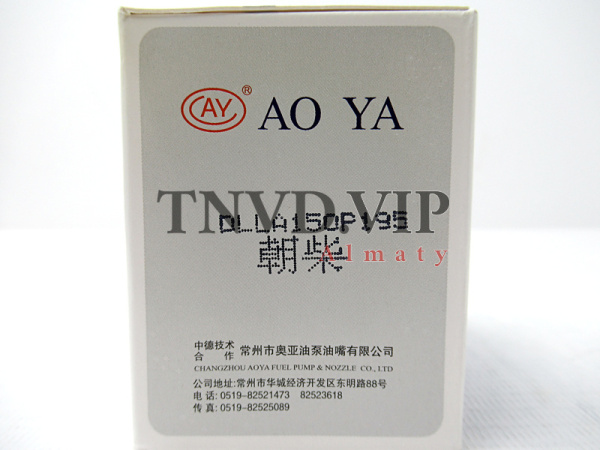 CAY® AO YA
TNVD.VIP
DLLA150P195
朝柴
Almaty
中德技术
合 作
常州市奥亚油泵油嘴有限公司
CHANGZHOU AOYA FUEL PUMP & NOZZLE CO., LTD
公司地址:常州市华城经济开发区东明路88号
电 话: 0519-82521473 82523618
传 真: 0519-82525089